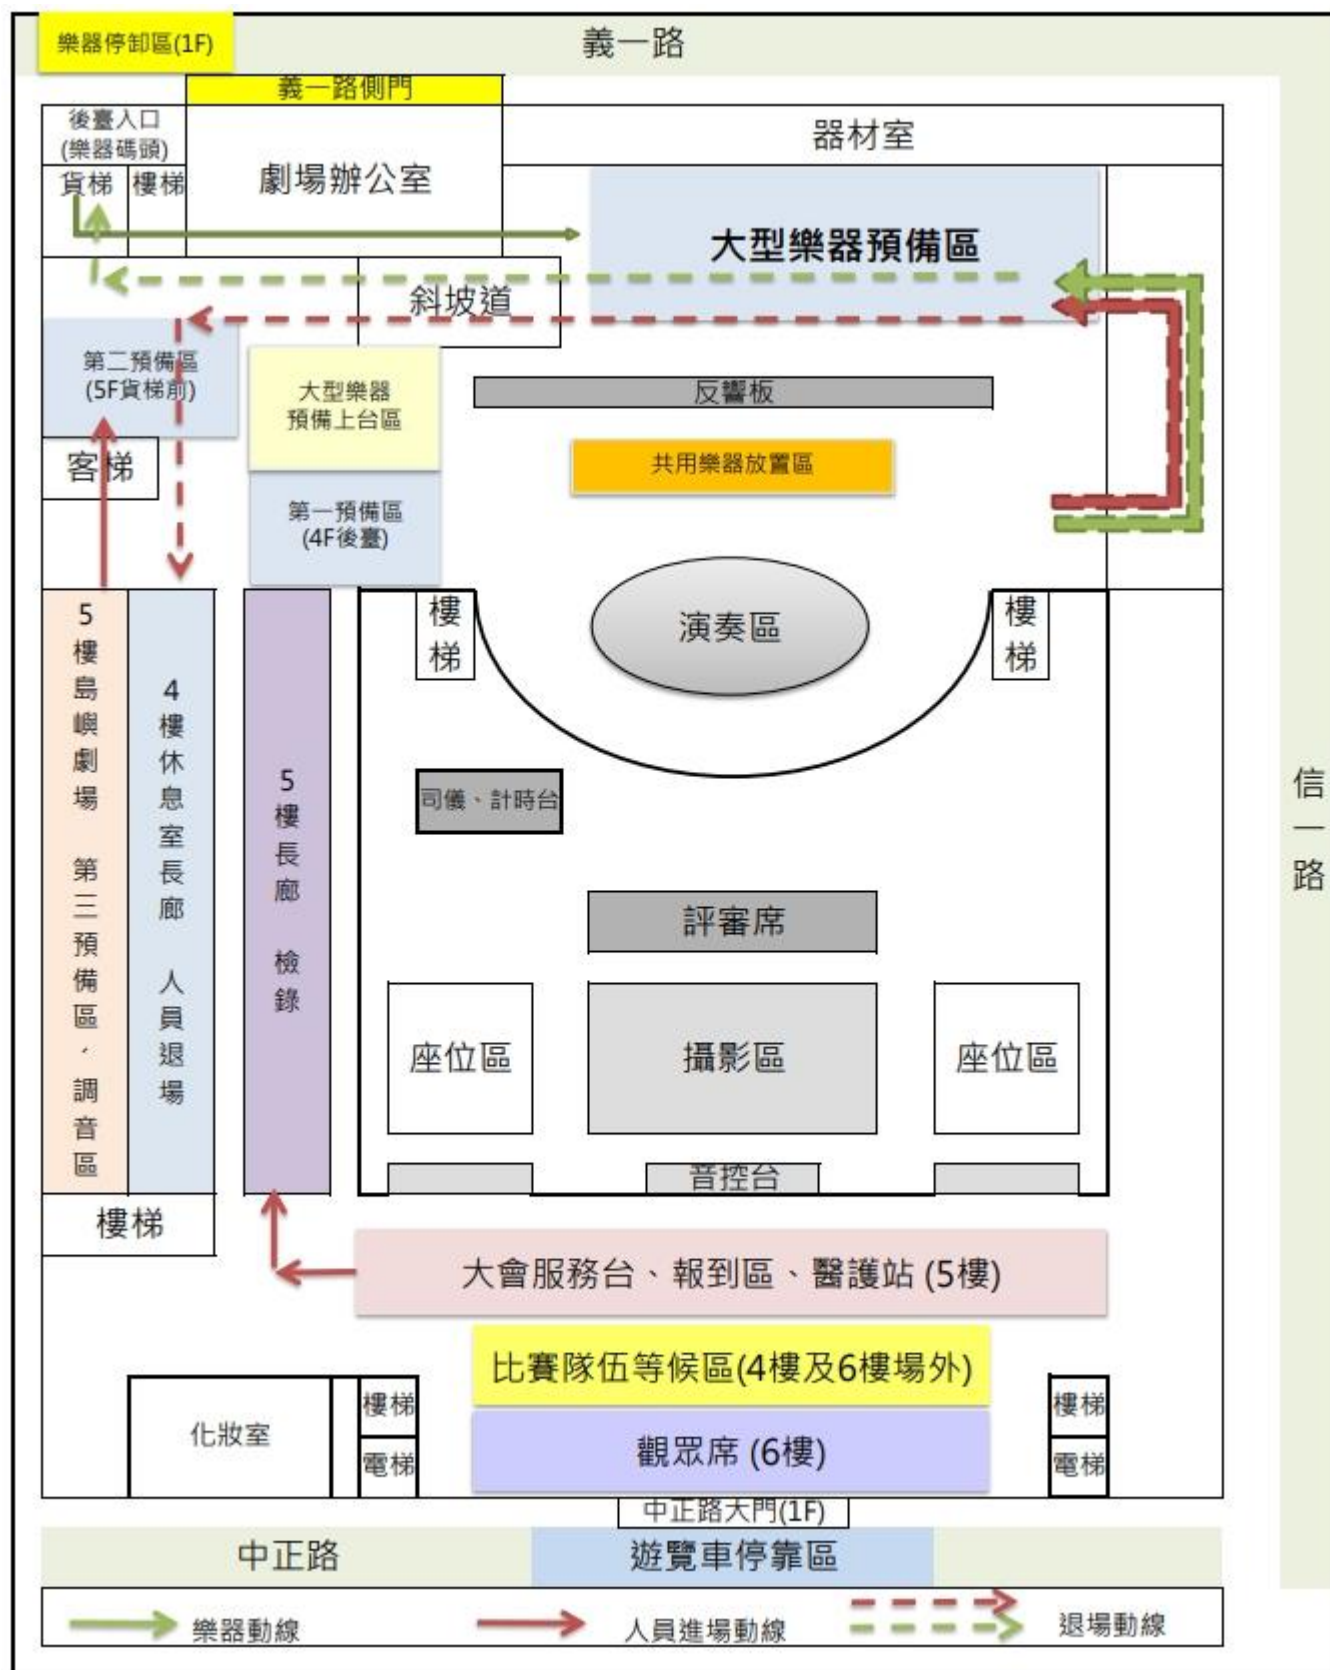 樂器停卸區(1F)
義一路
義一路側門
後臺入口
(樂器碼頭)
器材室
貨梯
樓梯
劇場辦公室
大型樂器預備區
斜坡道
第二預備區
(5F貨梯前)
大型樂器
預備上台區
反響板
客梯
共用樂器放置區
第一預備區
(4F後臺)
樓梯
演奏區
樓梯
5樓島嶼劇場 第三預備區、調音區
4樓休息室長廊 人員退場
5樓長廊 檢錄
司儀、計時台
信一路
評審席
座位區
攝影區
座位區
音控台
樓梯
大會服務台、報到區、醫護站 (5樓)
比賽隊伍等候區(4樓及6樓場外)
化妝室
樓梯
電梯
觀眾席 (6樓)
樓梯
電梯
中正路大門(1F)
中正路
遊覽車停靠區
樂器動線
人員進場動線
退場動線